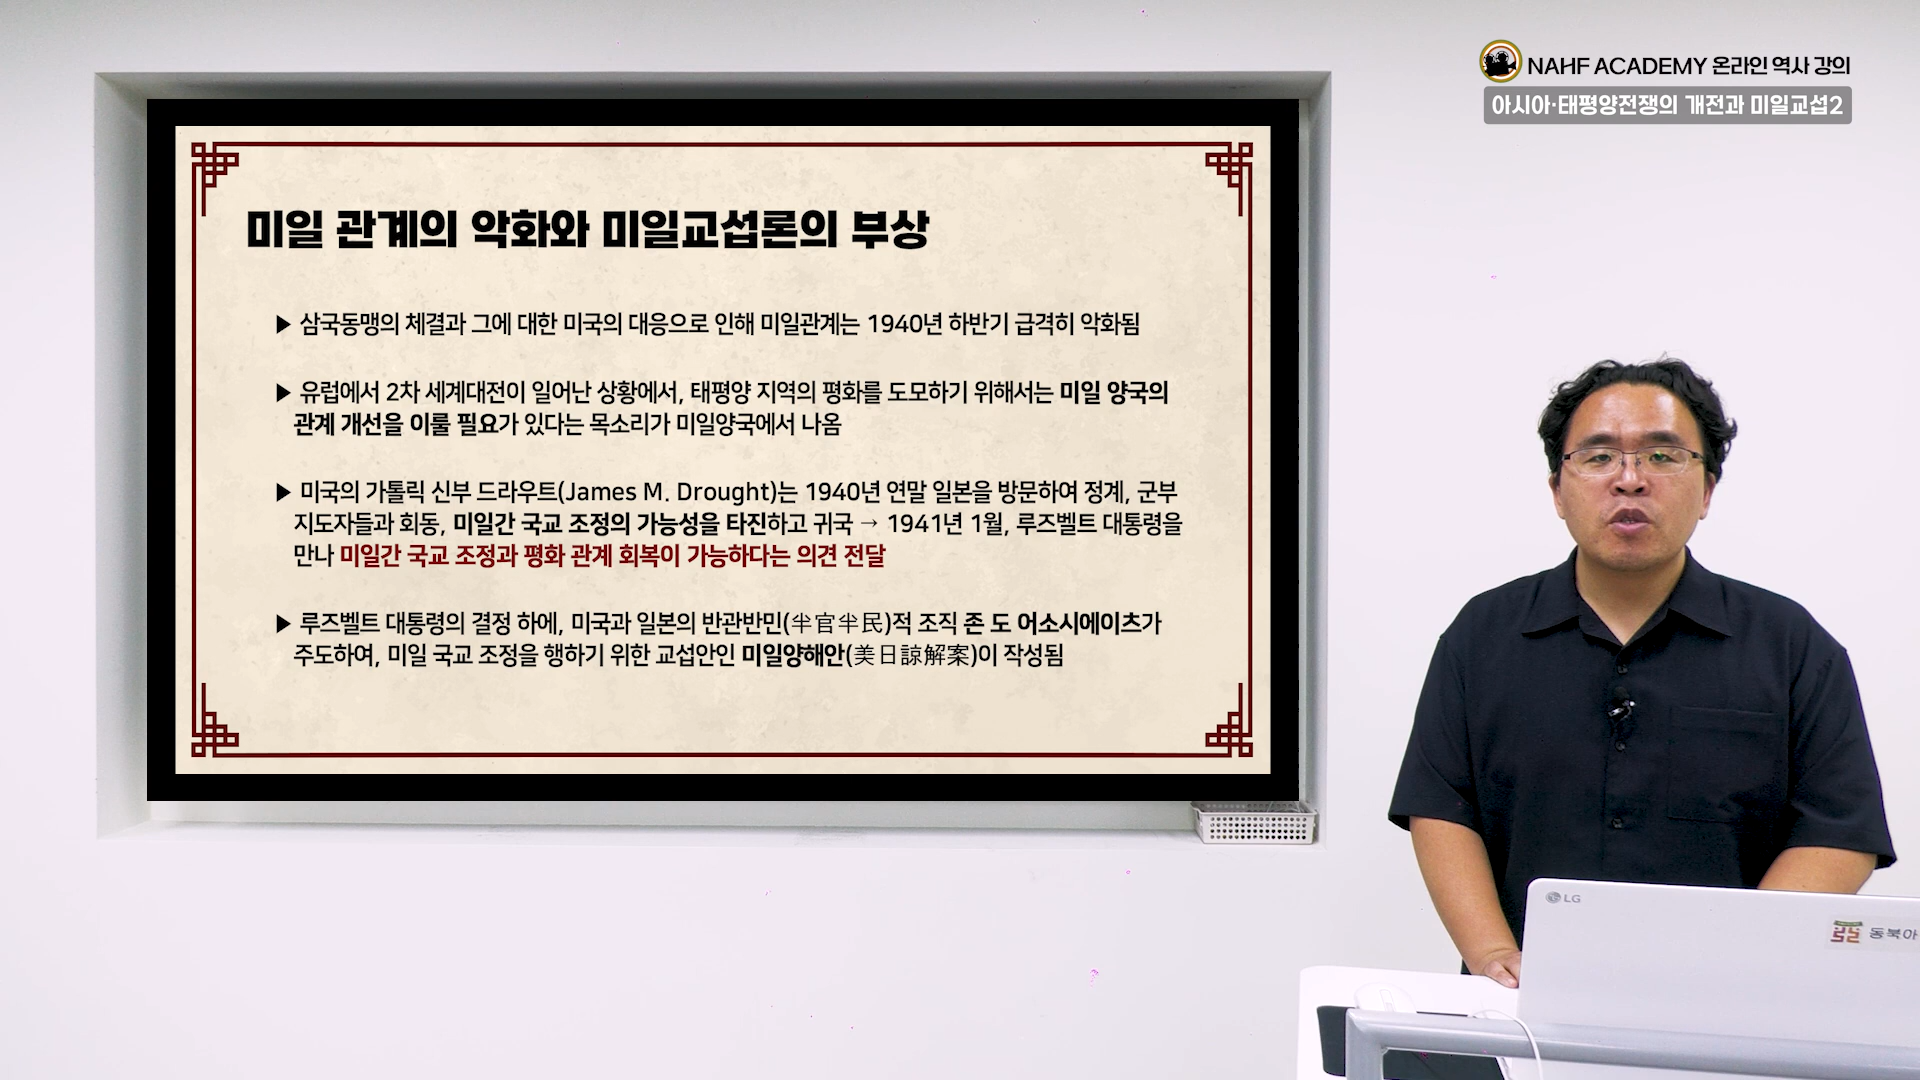 NAHF ACADEMY 온라인 역사 강의
아시아·태평양전쟁의 개전과 미일교섭2
미일 관계의 악화와 미일교섭론의 부상
▶ 삼국동맹의 체결과 그에 대한 미국의 대응으로 인해 미일관계는 1940년 하반기 급격히 악화됨
▶ 유럽에서 2차 세계대전이 일어난 상황에서, 태평양 지역의 평화를 도모하기 위해서는 미일 양국의
관계 개선을 이룰 필요가 있다는 목소리가 미일양국에서 나옴
▶ 미국의 가톨릭 신부 드라우트(James M. Drought)는 1940년 연말 일본을 방문하여 정계, 군부
지도자들과 회동, 미일간 국교 조정의 가능성을 타진하고 귀국 → 1941년 1월, 루즈벨트 대통령을
만나 미일간 국교 조정과 평화 관계 회복이 가능하다는 의견 전달
▶ 루즈벨트 대통령의 결정 하에, 미국과 일본의 반관반민(半官半民)적 조직 존 도 어소시에이츠가
주도하여, 미일 국교 조정을 행하기 위한 교섭안인 미일양해안(美日諒解案)이 작성됨
LG
동북아